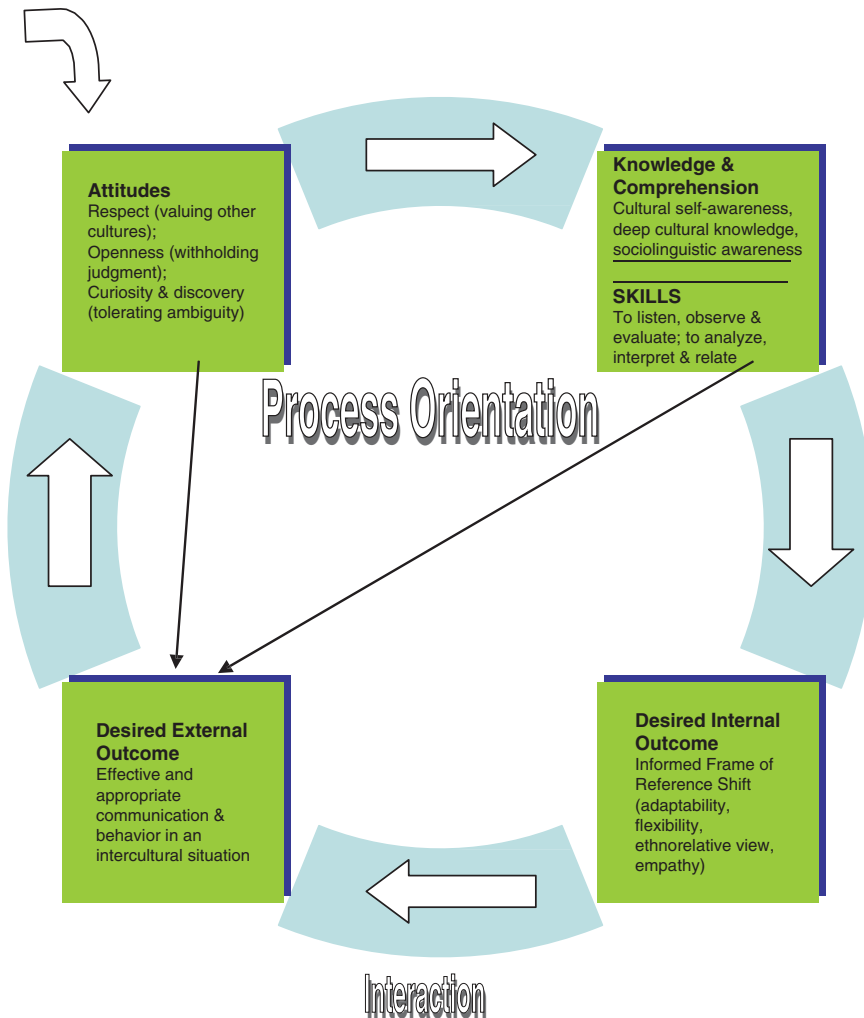 Attitudes
Respect (valuing other
cultures);
Openness (withholding
judgment);
Curiosity & discovery
(tolerating ambiguity)
Knowledge &
Comprehension
Cultural self-awareness,
deep cultural knowledge,
sociolinguistic awareness
SKILLS
To listen, observe &
evaluate; to analyze,
interpret & relate
Process Orientation
Desired External
Outcome
Effective and
appropriate
communication &
behavior in an
intercultural situation
Desired Internal
Outcome
Informed Frame of
Reference Shift
(adaptability,
flexibility,
ethnorelative view,
empathy)
Interaction